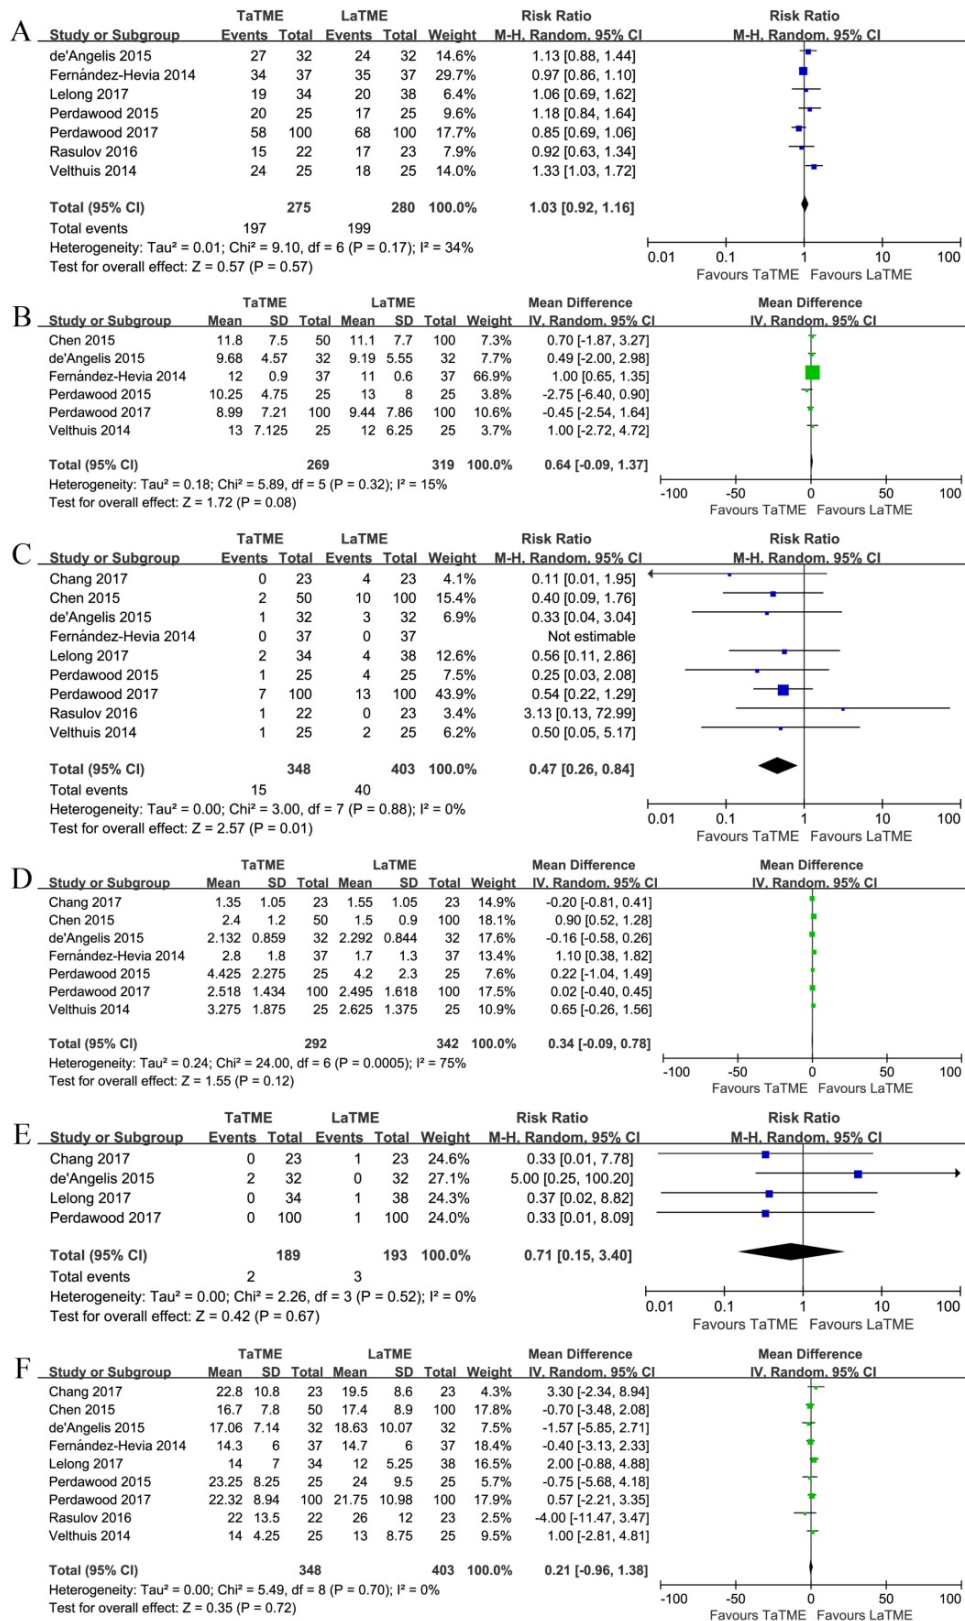 A
TaTME LaTME Risk Ratio Risk Ratio
Study or Subgroup Events Total Events Total Weight M-H, Random, 95% CI M-H, Random, 95% CI
de'Angelis 2015 27 32 24 32 14.6% 1.13 [0.88, 1.44]
Fernández-Hevia 2014 34 37 35 37 29.7% 0.97 [0.86, 1.10]
Lelong 2017 19 34 20 38 6.4% 1.06 [0.69, 1.62]
Perdawood 2015 20 25 17 25 9.6% 1.18 [0.84, 1.64]
Perdawood 2017 58 100 68 100 17.7% 0.85 [0.69, 1.06]
Rasulov 2016 15 22 17 23 7.9% 0.92 [0.63, 1.34]
Velthuis 2014 24 25 18 25 14.0% 1.33 [1.03, 1.72]
Total (95% CI) 275 280 100.0% 1.03 [0.92, 1.16]
Total events 197 199
Heterogeneity: Tau² = 0.01; Chi² = 9.10, df = 6 (P = 0.17); I² = 34%
Test for overall effect: Z = 0.57 (P = 0.57)
0.01 0.1 1 10 100
Favours TaTME Favours LaTME
B
TaTME LaTME Mean Difference Mean Difference
Study or Subgroup Mean SD Total Mean SD Total Weight IV, Random, 95% CI IV, Random, 95% CI
Chen 2015 11.8 7.5 50 11.1 7.7 100 7.3% 0.70 [-1.87, 3.27]
de'Angelis 2015 9.68 4.57 32 9.19 5.55 32 7.7% 0.49 [-2.00, 2.98]
Fernández-Hevia 2014 12 0.9 37 11 0.6 37 66.9% 1.00 [0.65, 1.35]
Perdawood 2015 10.25 4.75 25 13 8 25 3.8% -2.75 [-6.40, 0.90]
Perdawood 2017 8.99 7.21 100 9.44 7.86 100 10.6% -0.45 [-2.54, 1.64]
Velthuis 2014 13 7.125 25 12 6.25 25 3.7% 1.00 [-2.72, 4.72]
Total (95% CI) 269 319 100.0% 0.64 [-0.09, 1.37]
Heterogeneity: Tau² = 0.18; Chi² = 5.89, df = 5 (P = 0.32); I² = 15%
Test for overall effect: Z = 1.72 (P = 0.08)
-100 -50 0 50 100
Favours TaTME Favours LaTME
C
TaTME LaTME Risk Ratio Risk Ratio
Study or Subgroup Events Total Events Total Weight M-H, Random, 95% CI M-H, Random, 95% CI
Chang 2017 0 23 4 23 4.1% 0.11 [0.01, 1.95]
Chen 2015 2 50 10 100 15.4% 0.40 [0.09, 1.76]
de'Angelis 2015 1 32 3 32 6.9% 0.33 [0.04, 3.04]
Fernández-Hevia 2014 0 37 0 37 Not estimable
Lelong 2017 2 34 4 38 12.6% 0.56 [0.11, 2.86]
Perdawood 2015 1 25 4 25 7.5% 0.25 [0.03, 2.08]
Perdawood 2017 7 100 13 100 43.9% 0.54 [0.22, 1.29]
Rasulov 2016 1 22 0 23 3.4% 3.13 [0.13, 72.99]
Velthuis 2014 1 25 2 25 6.2% 0.50 [0.05, 5.17]
Total (95% CI) 348 403 100.0% 0.47 [0.26, 0.84]
Total events 15 40
Heterogeneity: Tau² = 0.00; Chi² = 3.00, df = 7 (P = 0.88); I² = 0%
Test for overall effect: Z = 2.57 (P = 0.01)
0.01 0.1 1 10 100
Favours TaTME Favours LaTME
D
TaTME LaTME Mean Difference Mean Difference
Study or Subgroup Mean SD Total Mean SD Total Weight IV, Random, 95% CI IV, Random, 95% CI
Chang 2017 1.35 1.05 23 1.55 1.05 23 14.9% -0.20 [-0.81, 0.41]
Chen 2015 2.4 1.2 50 1.5 0.9 100 18.1% 0.90 [0.52, 1.28]
de'Angelis 2015 2.132 0.859 32 2.292 0.844 32 17.6% -0.16 [-0.58, 0.26]
Fernández-Hevia 2014 2.8 1.8 37 1.7 1.3 37 13.4% 1.10 [0.38, 1.82]
Perdawood 2015 4.425 2.275 25 4.2 2.3 25 7.6% 0.22 [-1.04, 1.49]
Perdawood 2017 2.518 1.434 100 2.495 1.618 100 17.5% 0.02 [-0.40, 0.45]
Velthuis 2014 3.275 1.875 25 2.625 1.375 25 10.9% 0.65 [-0.26, 1.56]
Total (95% CI) 292 342 100.0% 0.34 [-0.09, 0.78]
Heterogeneity: Tau² = 0.24; Chi² = 24.00, df = 6 (P = 0.0005); I² = 75%
Test for overall effect: Z = 1.55 (P = 0.12)
-100 -50 0 50 100
Favours TaTME Favours LaTME
E
TaTME LaTME Risk Ratio Risk Ratio
Study or Subgroup Events Total Events Total Weight M-H, Random, 95% CI M-H, Random, 95% CI
Chang 2017 0 23 1 23 24.6% 0.33 [0.01, 7.78]
de'Angelis 2015 2 32 0 32 27.1% 5.00 [0.25, 100.20]
Lelong 2017 0 34 1 38 24.3% 0.37 [0.02, 8.82]
Perdawood 2017 0 100 1 100 24.0% 0.33 [0.01, 8.09]
Total (95% CI) 189 193 100.0% 0.71 [0.15, 3.40]
Total events 2 3
Heterogeneity: Tau² = 0.00; Chi² = 2.26, df = 3 (P = 0.52); I² = 0%
Test for overall effect: Z = 0.42 (P = 0.67)
0.01 0.1 1 10 100
Favours TaTME Favours LaTME
F
TaTME LaTME Mean Difference Mean Difference
Study or Subgroup Mean SD Total Mean SD Total Weight IV, Random, 95% CI IV, Random, 95% CI
Chang 2017 22.8 10.8 23 19.5 8.6 23 4.3% 3.30 [-2.34, 8.94]
Chen 2015 16.7 7.8 50 17.4 8.9 100 17.8% -0.70 [-3.48, 2.08]
de'Angelis 2015 17.06 7.14 32 18.63 10.07 32 7.5% -1.57 [-5.85, 2.71]
Fernández-Hevia 2014 14.3 6 37 14.7 6 37 18.4% -0.40 [-3.13, 2.33]
Lelong 2017 14 7 34 12 5.25 38 16.5% 2.00 [-0.88, 4.88]
Perdawood 2015 23.25 8.25 25 24 9.5 25 5.7% -0.75 [-5.68, 4.18]
Perdawood 2017 22.32 8.94 100 21.75 10.98 100 17.9% 0.57 [-2.21, 3.35]
Rasulov 2016 22 13.5 22 26 12 23 2.5% -4.00 [-11.47, 3.47]
Velthuis 2014 14 4.25 25 13 8.75 25 9.5% 1.00 [-2.81, 4.81]
Total (95% CI) 348 403 100.0% 0.21 [-0.96, 1.38]
Heterogeneity: Tau² = 0.00; Chi² = 5.49, df = 8 (P = 0.70); I² = 0%
Test for overall effect: Z = 0.35 (P = 0.72)
-100 -50 0 50 100
Favours TaTME Favours LaTME